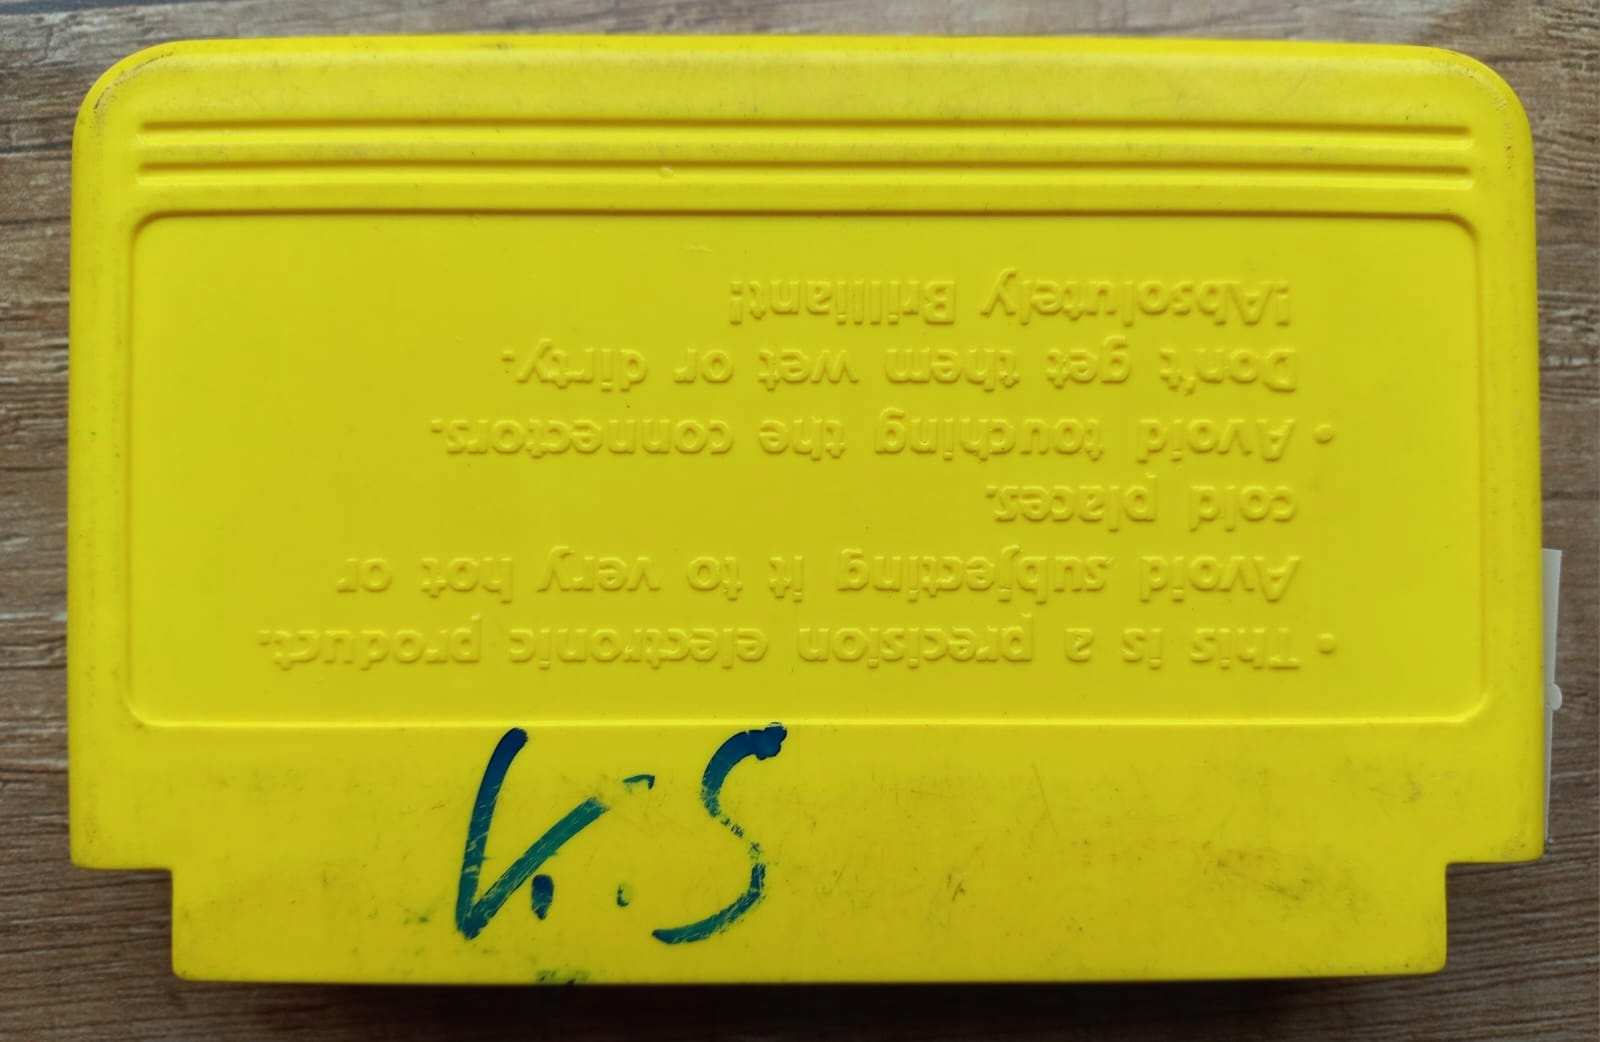 • This is a precision electronic product.
Avoid subjecting it to very hot or
cold places.
• Avoid touching the connectors.
Don't get them wet or dirty.
!Absolutely Brilliant!
K.S